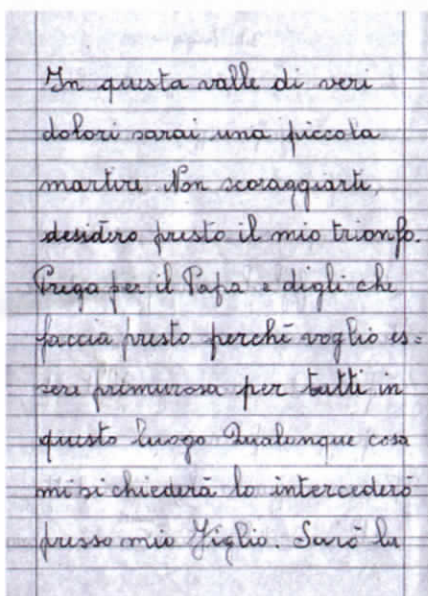 In questa valle di veri
dolori sarai una piccola
martire Non scoraggiarti,
desidero presto il mio trionfo.
Prega per il Papa e digli che
faccia presto perché voglio es=
sere primurosa per tutti in
questo luogo Qualunque cosa
mi si chiederà lo intercederò
presso mio Figlio. Sarò la